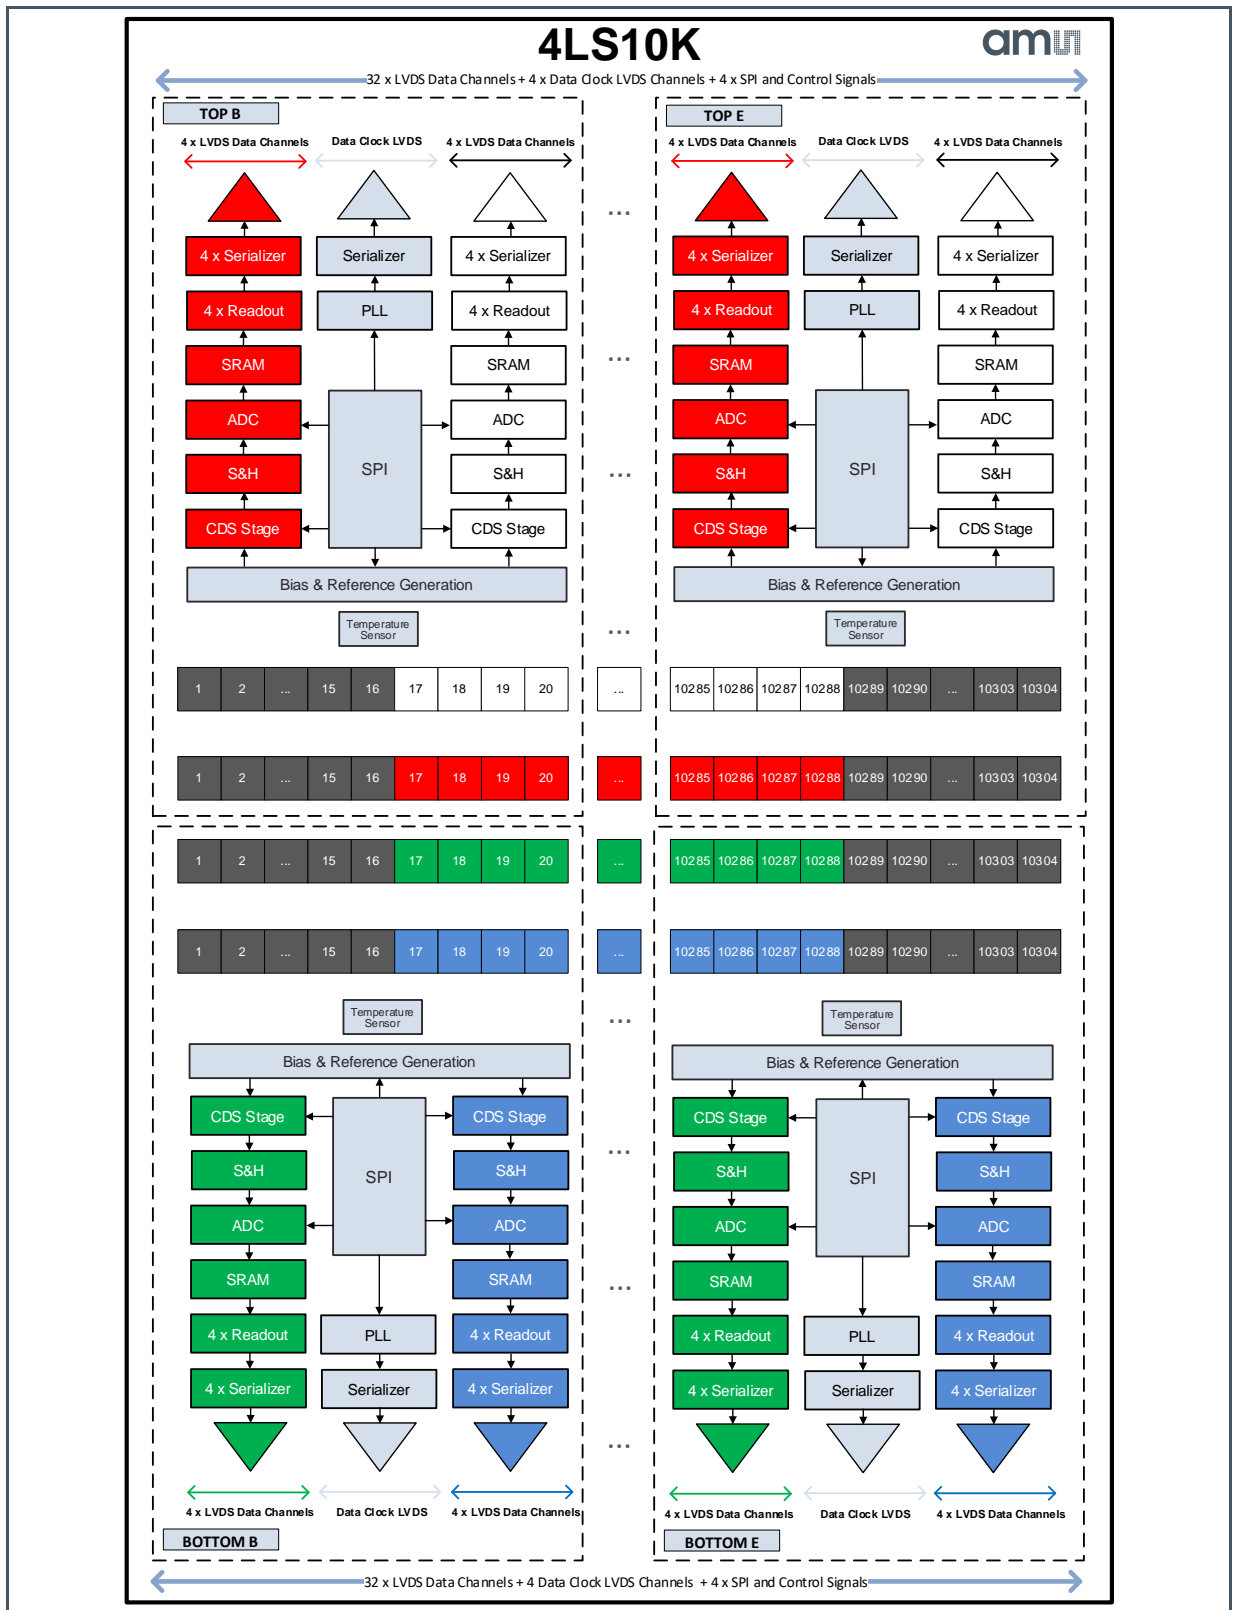 4LS10K
amu
32 x LVDS Data Channels + 4 x Data Clock LVDS Channels + 4 x SPI and Control Signals
TOP B
TOP E
4 x LVDS Data Channels Data Clock LVDS 4 x LVDS Data Channels
4 x LVDS Data Channels Data Clock LVDS 4 x LVDS Data Channels
...
4 x Serializer Serializer 4 x Serializer 4 x Serializer Serializer 4 x Serializer
4 x Readout PLL 4 x Readout 4 x Readout PLL 4 x Readout
SRAM SRAM ... SRAM SRAM
ADC ADC ADC ADC
SPI SPI
S&H S&H ... S&H S&H
CDS Stage CDS Stage CDS Stage CDS Stage
Bias & Reference Generation Bias & Reference Generation
Temperature
Sensor
...
Temperature
Sensor
1 2 ... 15 16 17 18 19 20 ... 10285 10286 10287 10288 10289 10290 ... 10303 10304
1 2 ... 15 16 17 18 19 20 ... 10285 10286 10287 10288 10289 10290 ... 10303 10304
1 2 ... 15 16 17 18 19 20 ... 10285 10286 10287 10288 10289 10290 ... 10303 10304
1 2 ... 15 16 17 18 19 20 ... 10285 10286 10287 10288 10289 10290 ... 10303 10304
Temperature
Sensor
...
Temperature
Sensor
Bias & Reference Generation Bias & Reference Generation
CDS Stage CDS Stage CDS Stage CDS Stage
S&H SPI S&H ... S&H SPI S&H
ADC ADC ADC ADC
SRAM SRAM ... SRAM SRAM
4 x Readout PLL 4 x Readout 4 x Readout PLL 4 x Readout
4 x Serializer Serializer 4 x Serializer 4 x Serializer Serializer 4 x Serializer
...
4 x LVDS Data Channels Data Clock LVDS 4 x LVDS Data Channels
4 x LVDS Data Channels Data Clock LVDS 4 x LVDS Data Channels
BOTTOM B
BOTTOM E
32 x LVDS Data Channels + 4 Data Clock LVDS Channels + 4 x SPI and Control Signals